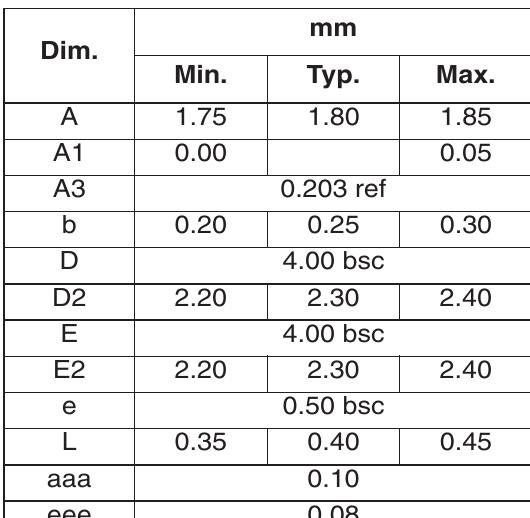 Dim. mm
Min. Typ. Max.
A 1.75 1.80 1.85
A1 0.00 0.05
A3 0.203 ref
b 0.20 0.25 0.30
D 4.00 bsc
D2 2.20 2.30 2.40
E 4.00 bsc
E2 2.20 2.30 2.40
e 0.50 bsc
L 0.35 0.40 0.45
aaa 0.10
eee 0.08